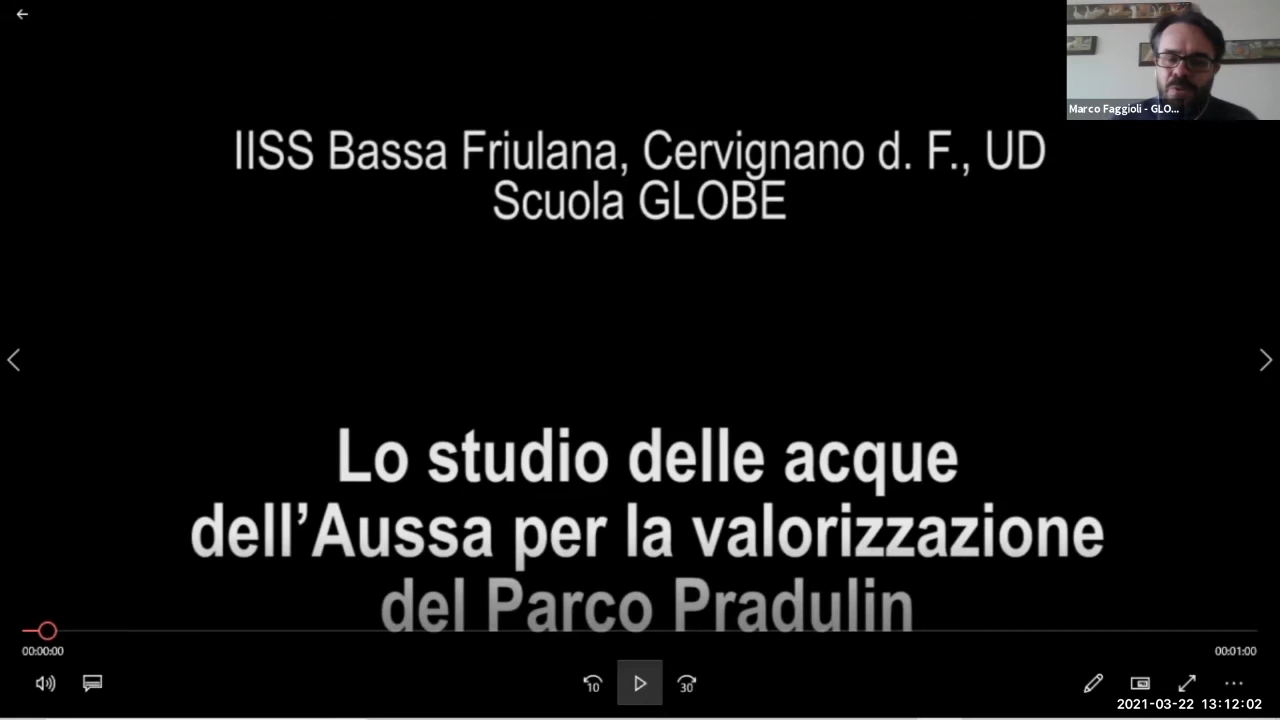 Marco Faggioli - GLO...
IISS Bassa Friulana, Cervignano d. F., UD
Scuola GLOBE
Lo studio delle acque
dell’Aussa per la valorizzazione
del Parco Pradulin
00:00:00
00:01:00
10
30
2021-03-22 13:12:02